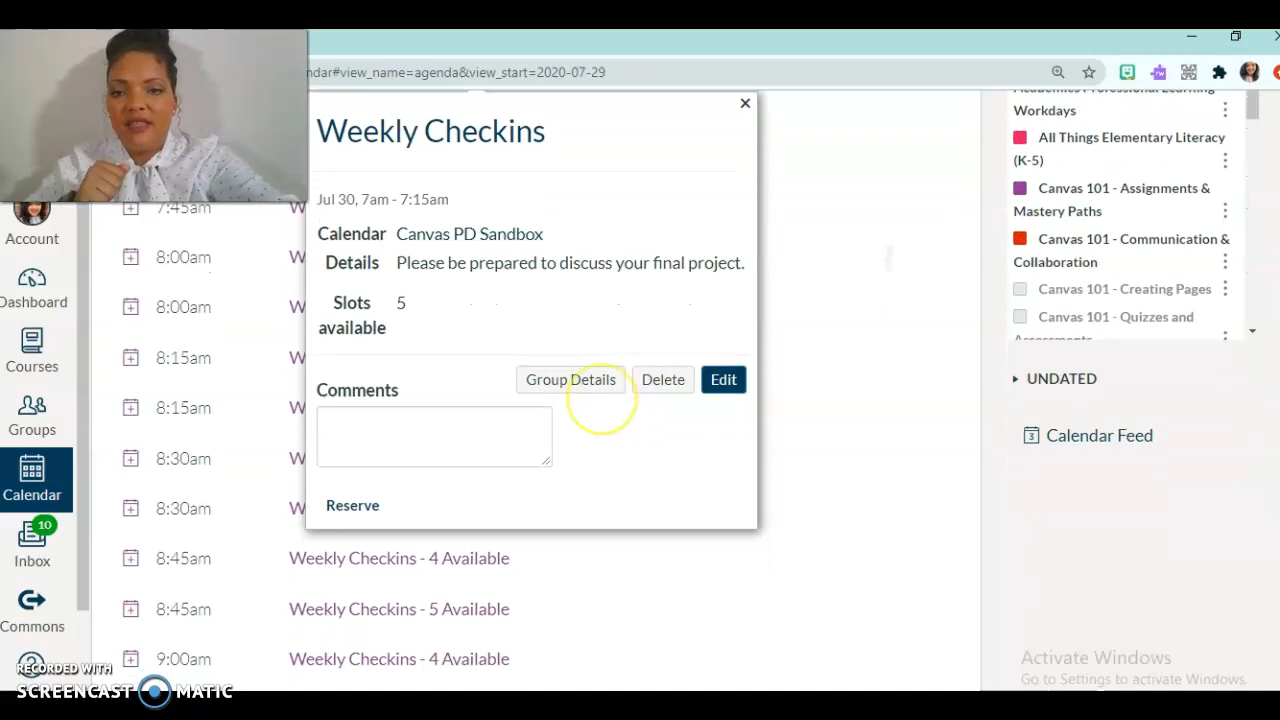 ndar#view_name=agenda&view_start=2020-07-29
Weekly Checkins
Jul 30, 7am - 7:15am
Calendar Canvas PD Sandbox
Details Please be prepared to discuss your final project.
Slots available 5
Group Details Delete Edit
Comments
Reserve
Account
Dashboard
Courses
Groups
Calendar
10
Inbox
Commons
7:45am W
8:00am W
8:00am W
8:15am W
8:15am W
8:30am W
8:30am W
8:45am Weekly Checkins - 4 Available
8:45am Weekly Checkins - 5 Available
9:00am Weekly Checkins - 4 Available
Academics Professional Learning
Workdays
All Things Elementary Literacy
(K-5)
Canvas 101 - Assignments &
Mastery Paths
Canvas 101 - Communication &
Collaboration
Canvas 101 - Creating Pages
Canvas 101 - Quizzes and
Assessments
UNDATED
3 Calendar Feed
Activate Windows
Go to Settings to activate Windows.
RECORDED WITH
SCREENCAST MATIC